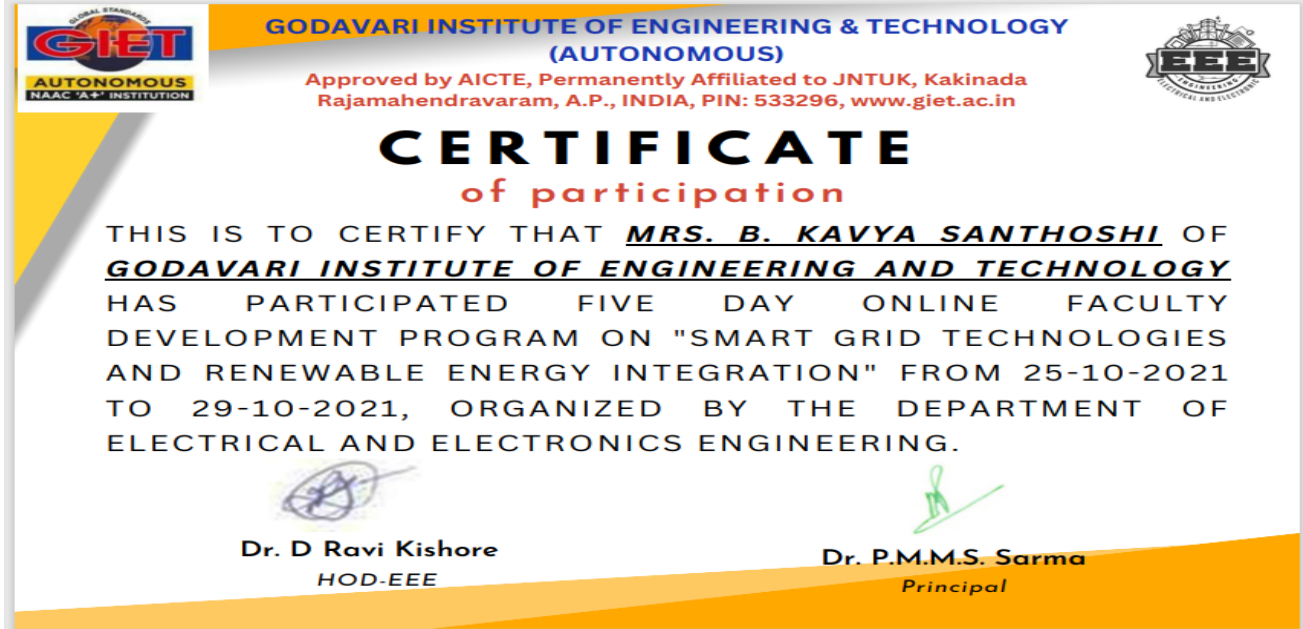 GLOBAL STANDARDS
GIET
AUTONOMOUS
NAAC 'A+' INSTITUTION
GODAVARI INSTITUTE OF ENGINEERING & TECHNOLOGY
(AUTONOMOUS)
Approved by AICTE, Permanently Affiliated to JNTUK, Kakinada
Rajamahendravaram, A.P., INDIA, PIN: 533296, www.giet.ac.in
EEE
ENGINEERING
ELECTRICAL AND ELECTRONIC
CERTIFICATE
of participation
THIS IS TO CERTIFY THAT MRS. B. KAVYA SANTHOSHI OF
GODAVARI INSTITUTE OF ENGINEERING AND TECHNOLOGY
HAS PARTICIPATED FIVE DAY ONLINE FACULTY
DEVELOPMENT PROGRAM ON "SMART GRID TECHNOLOGIES
AND RENEWABLE ENERGY INTEGRATION" FROM 25-10-2021
TO 29-10-2021, ORGANIZED BY THE DEPARTMENT OF
ELECTRICAL AND ELECTRONICS ENGINEERING.
Dr. D Ravi Kishore
HOD-EEE
Dr. P.M.M.S. Sarma
Principal